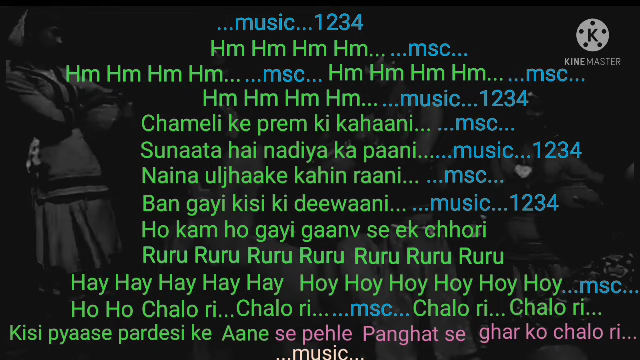 ...music...1234
Hm Hm Hm Hm... ...msc...
KINEMASTER
Hm Hm Hm Hm... ...msc... Hm Hm Hm Hm... ...msc...
Hm Hm Hm Hm... ...music...1234
Chameli ke prem ki kahaani... ...msc...
Sunaata hai nadiya ka paani......music...1234
Naina uljhaake kahin raani... ...msc...
Ban gayi kisi ki deewaani... ...music...1234
Ho kam ho gayi gaanv se ek chhori
Ruru Ruru Ruru Ruru Ruru Ruru Ruru
Hay Hay Hay Hay Hay Hoy Hoy Hoy Hoy Hoy Hoy...msc...
Ho Ho Chalo ri...Chalo ri... ...msc... Chalo ri... Chalo ri...
Kisi pyaase pardesi ke Aane se pehle Panghat se ghar ko chalo ri...
...music...